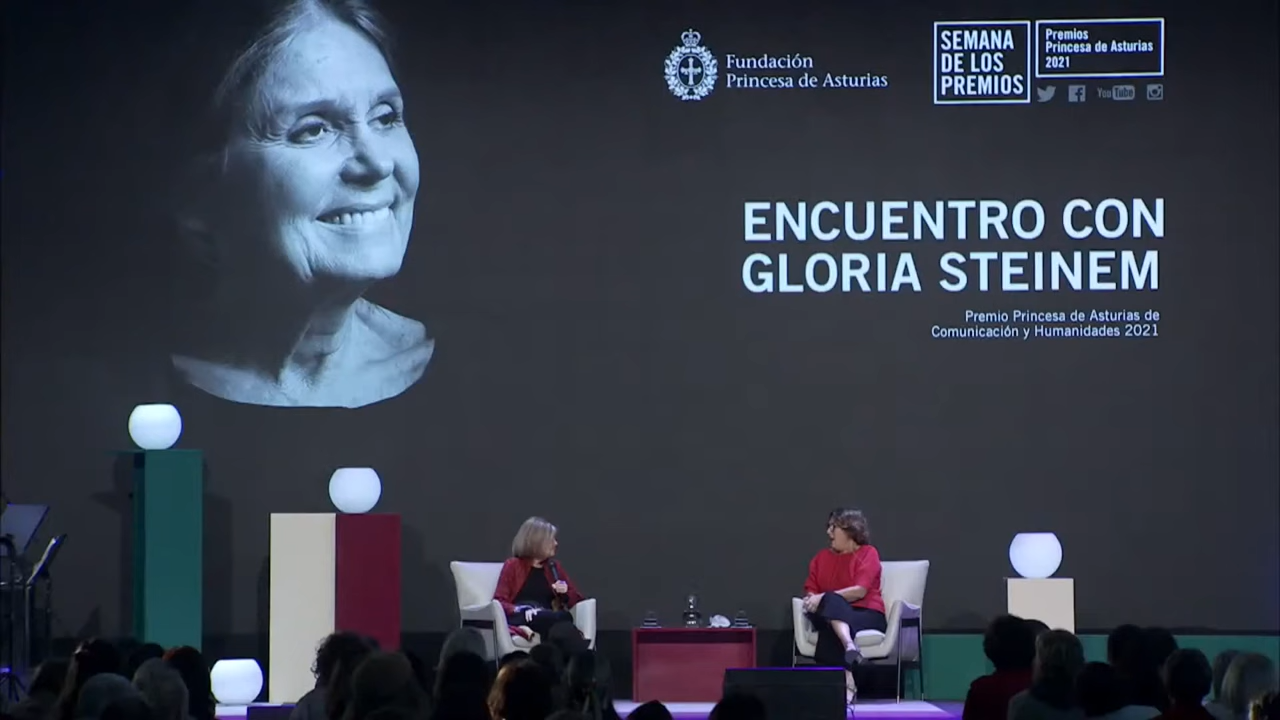 Fundación
Princesa de Asturias
SEMANA
DE LOS
PREMIOS
Premios
Princesa de Asturias
2021
YouTube
ENCUENTRO CON
GLORIA STEINEM
Premio Princesa de Asturias de
Comunicación y Humanidades 2021